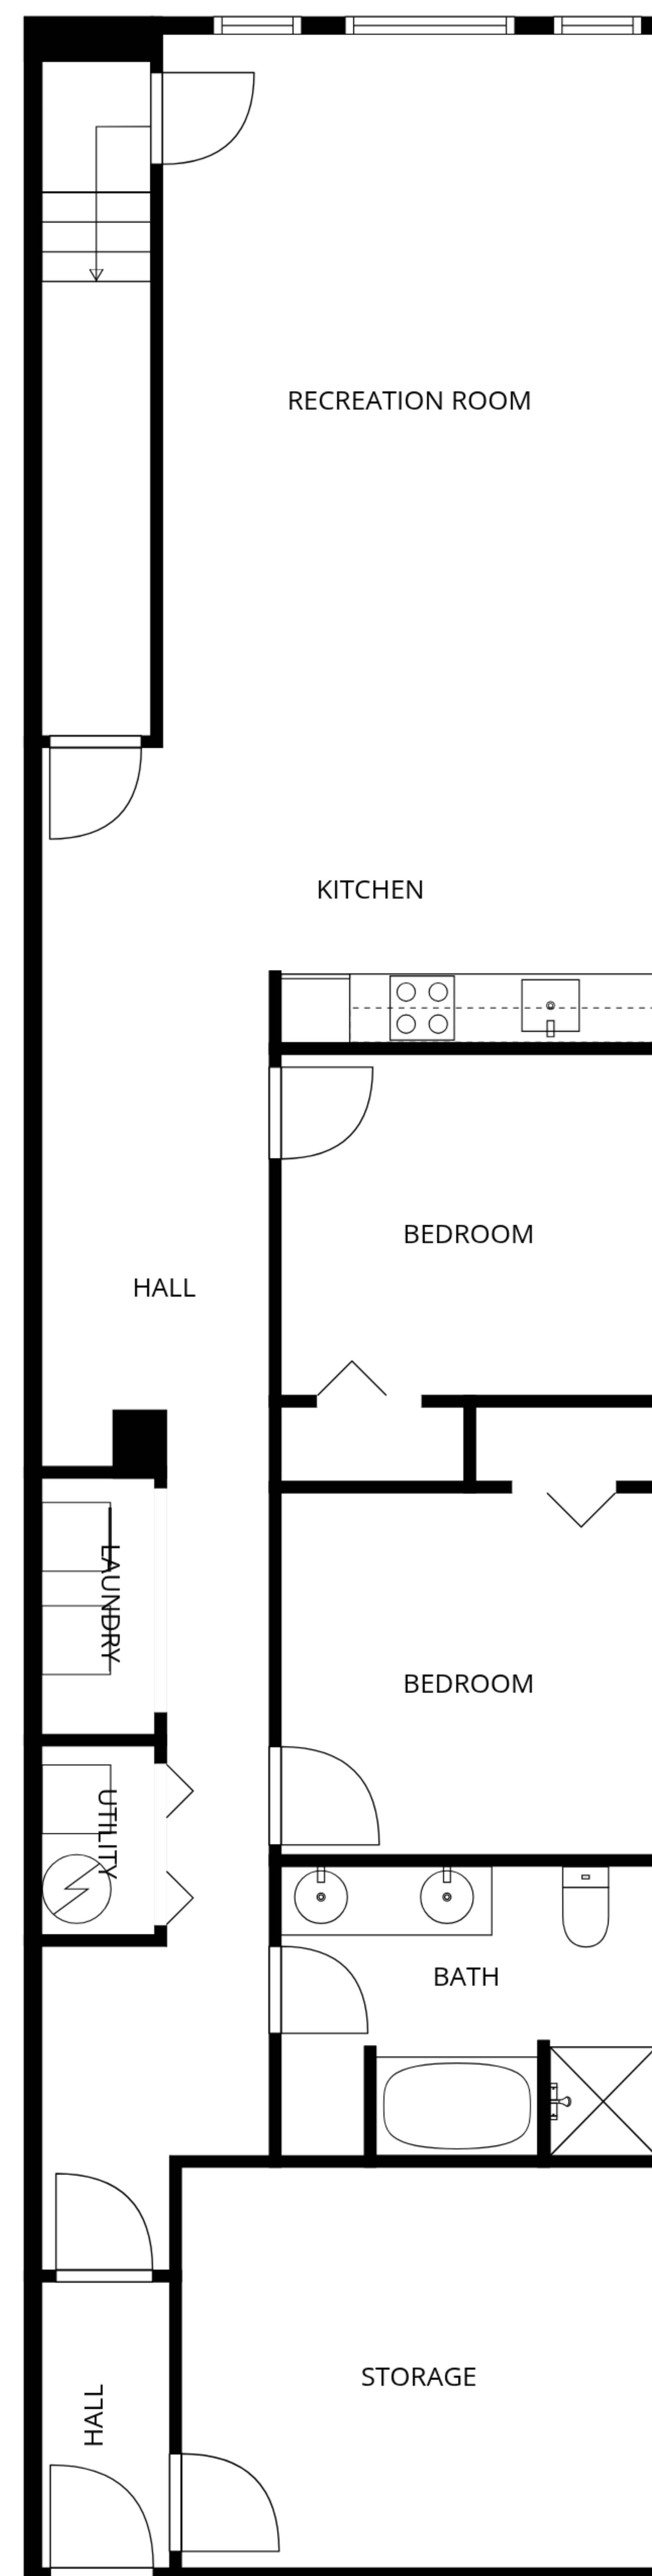 RECREATION ROOM
KITCHEN
BEDROOM
HALL
LAUNDRY
BEDROOM
UTILITY
BATH
STORAGE
HALL